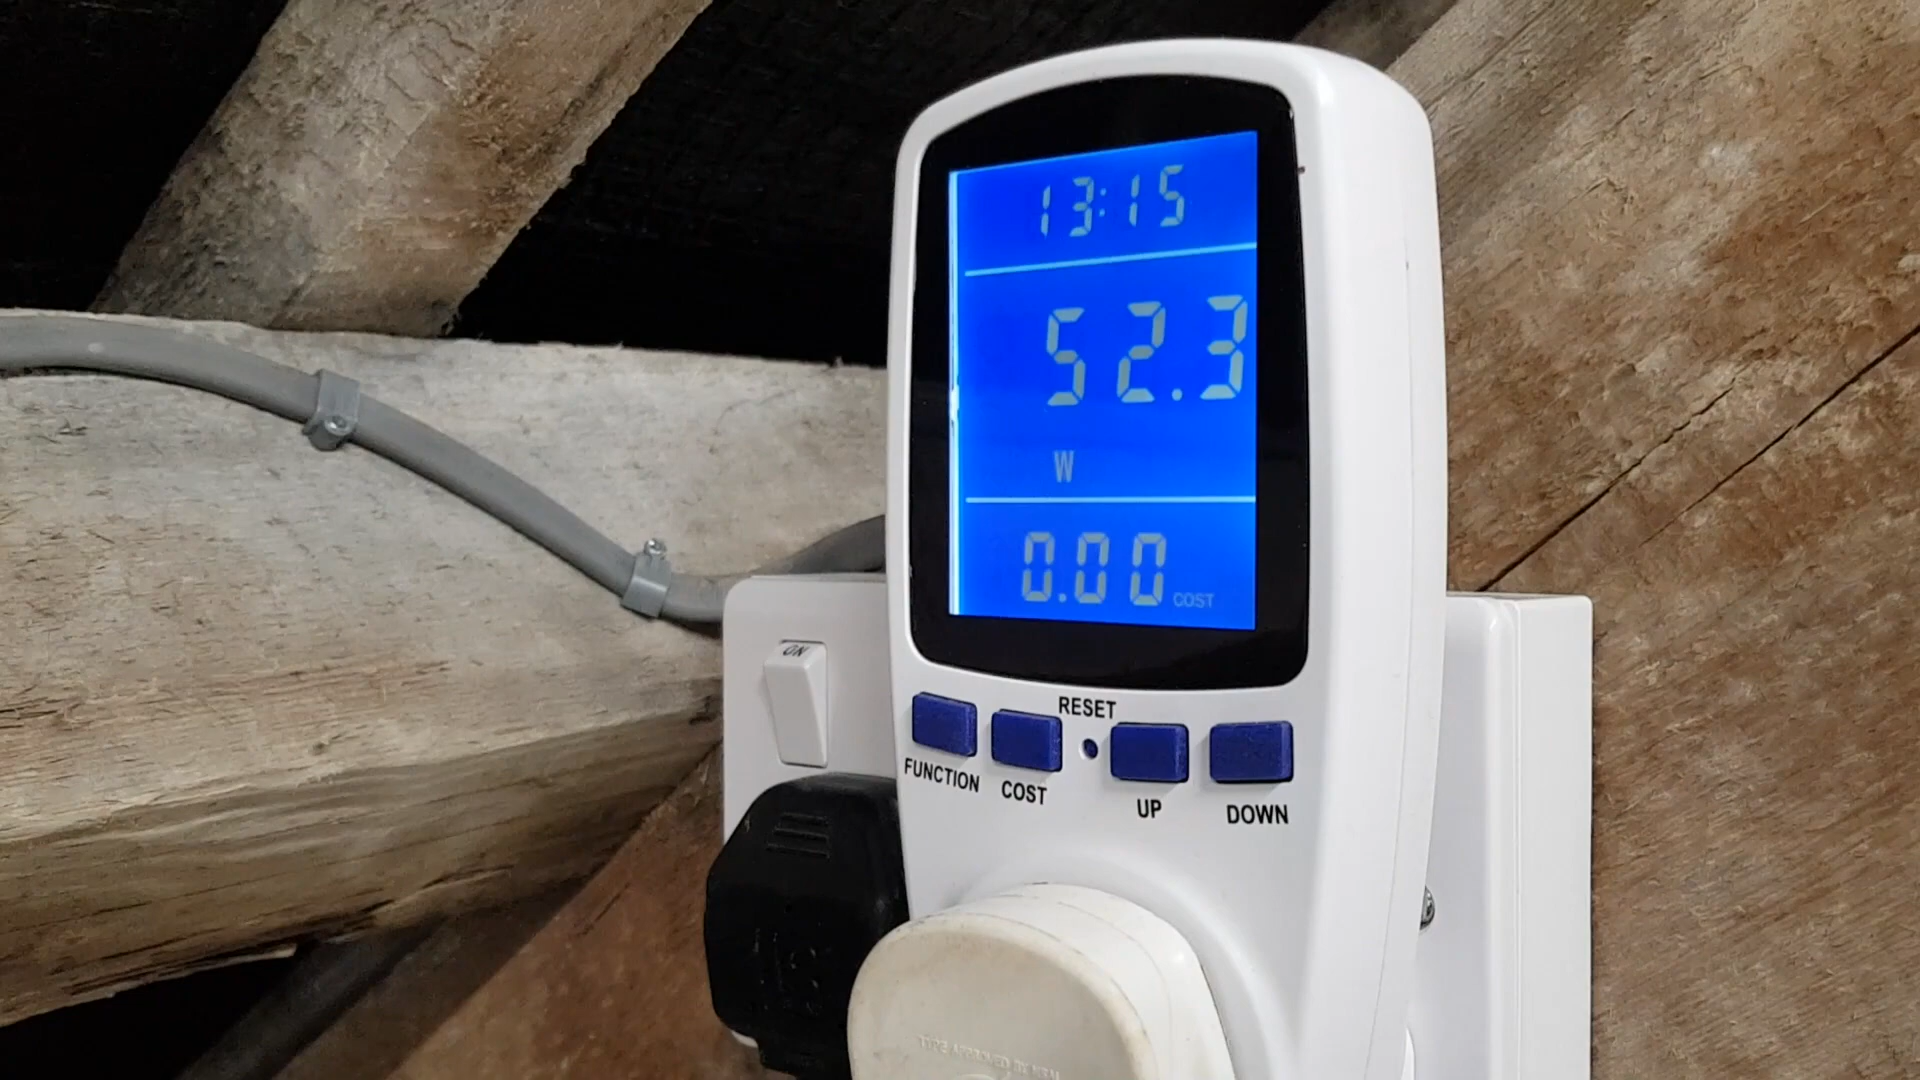 13:15
52.3
W
0.00 COST
ON
RESET
FUNCTION COST UP DOWN